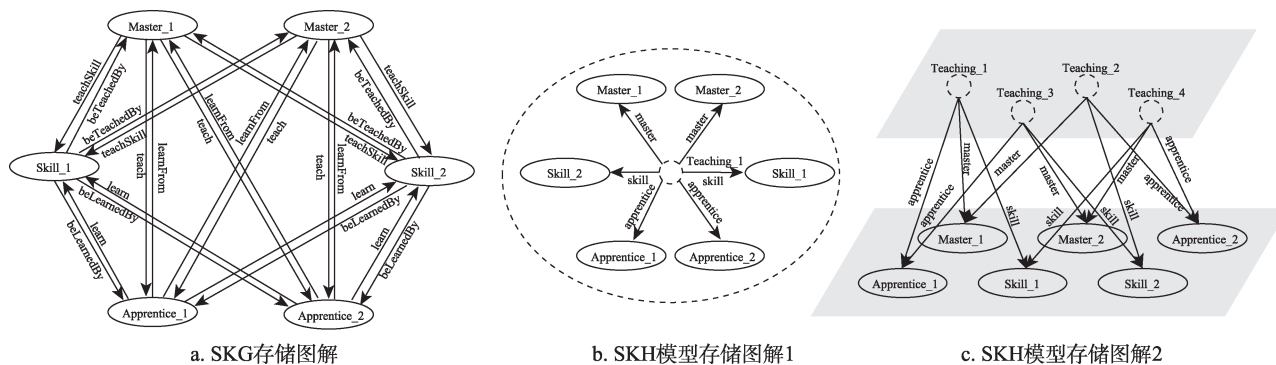 Master_1
Master_2
teachSkill
beTeachedBy
beTeachedBy
teachSkill
learnFrom
teach
learnFrom
teach
beTeachedBy
teachSkill
teachSkill
beTeachedBy
Skill_1
Skill_2
learnFrom
teach
learnFrom
teach
learn
beLearnedBy
learn
beLearnedBy
learn
beLearnedBy
learn
beLearnedBy
Apprentice_1
Apprentice_2
a. SKG存储图解
Master_1
Master_2
master
master
Skill_2
skill
Teaching_1
skill
Skill_1
apprentice
apprentice
Apprentice_1
Apprentice_2
b. SKH模型存储图解1
Teaching_1
Teaching_2
Teaching_3
Teaching_4
apprentice
master
skill
apprentice
master
master
skill
skill
master
skill
apprentice
apprentice
Master_1
Master_2
Apprentice_2
Apprentice_1
Skill_1
Skill_2
c. SKH模型存储图解2